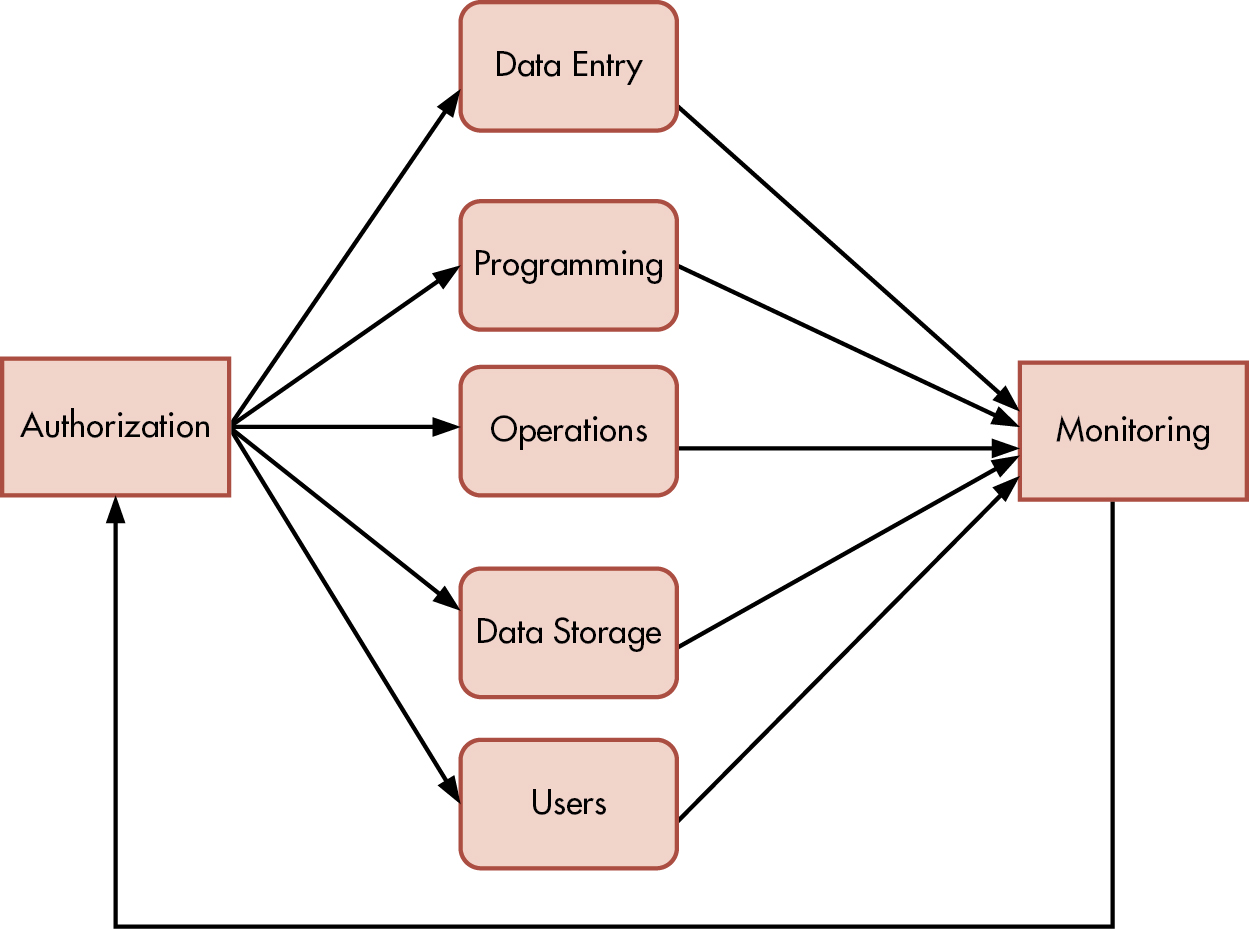 Data Entry
Programming
Authorization
Operations
Monitoring
Data Storage
Users